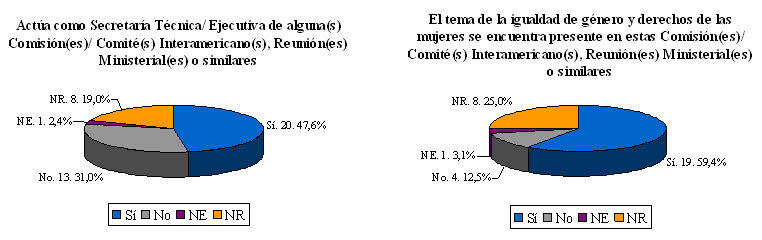 Actúa como Secretaría Técnica/ Ejecutiva de alguna(s)
Comisión(es)/ Comité(s) Interamericano(s), Reunión(es)
Ministerial(es) o similares
NR. 8. 19,0%
NE. 1. 2,4%
Sí. 20. 47,6%
No. 13. 31,0%
Sí No NE NR
El tema de la igualdad de género y derechos de las
mujeres se encuentra presente en estas Comisión(es)/
Comité(s) Interamericano(s), Reunión(es) Ministerial(es)
o similares
NR. 8. 25,0%
NE. 1. 3,1%
No. 4. 12,5%
Sí. 19. 59,4%
Sí No NE NR